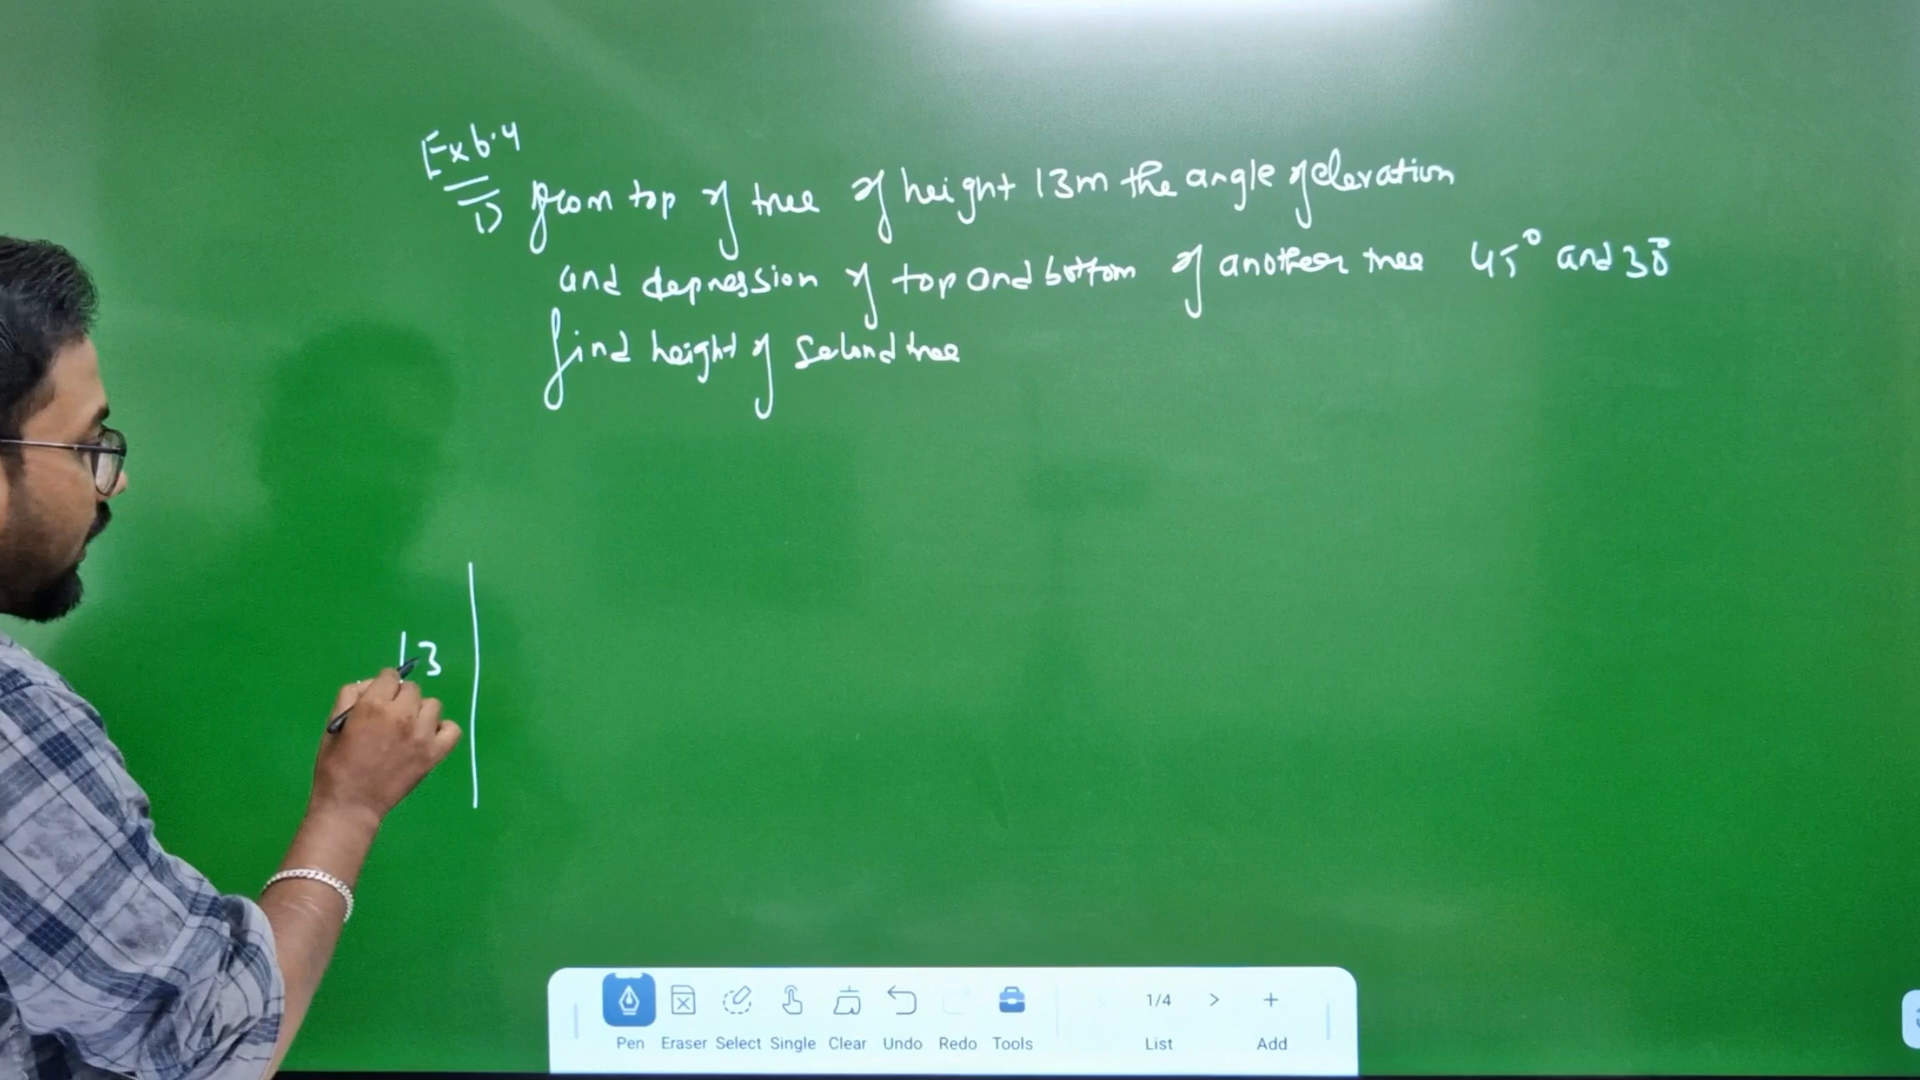 Ex 6.4
1) from top of tree of height 13m the angle of elevation
and depression of top and bottom of another tree 45° and 30°
find height of second tree
13
Pen Eraser Select Single Clear Undo Redo Tools 1/4 List Add